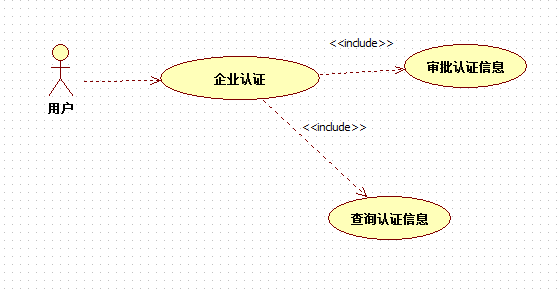 <<include>>
企业认证
审批认证信息
用户
<<include>>
查询认证信息